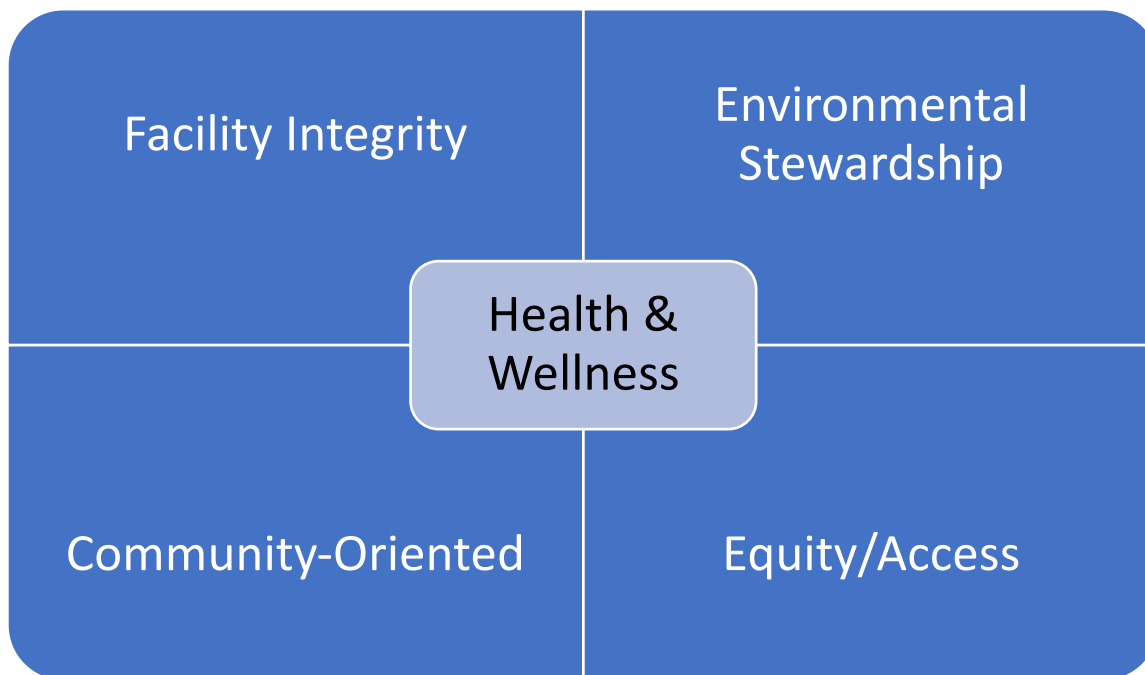 Facility Integrity
Environmental
Stewardship
Health &
Wellness
Community-Oriented
Equity/Access